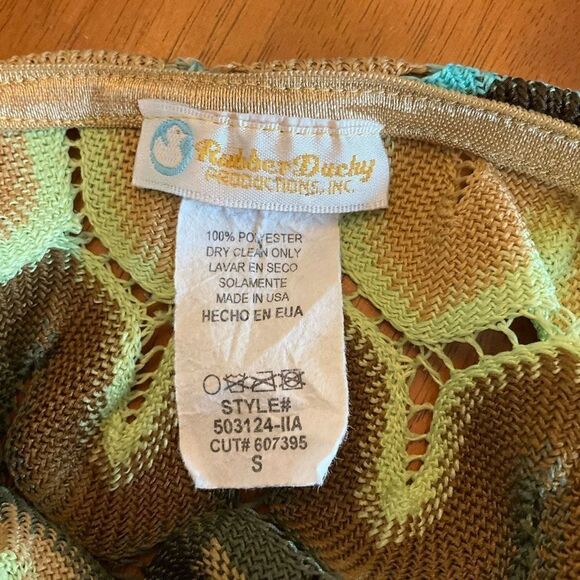 Rubber Ducky
PRODUCTIONS, INC.
100% POLYESTER
DRY CLEAN ONLY
LAVAR EN SECO
SOLAMENTE
MADE IN USA
HECHO EN EUA
STYLE#
503124-IIA
CUT# 607395
S